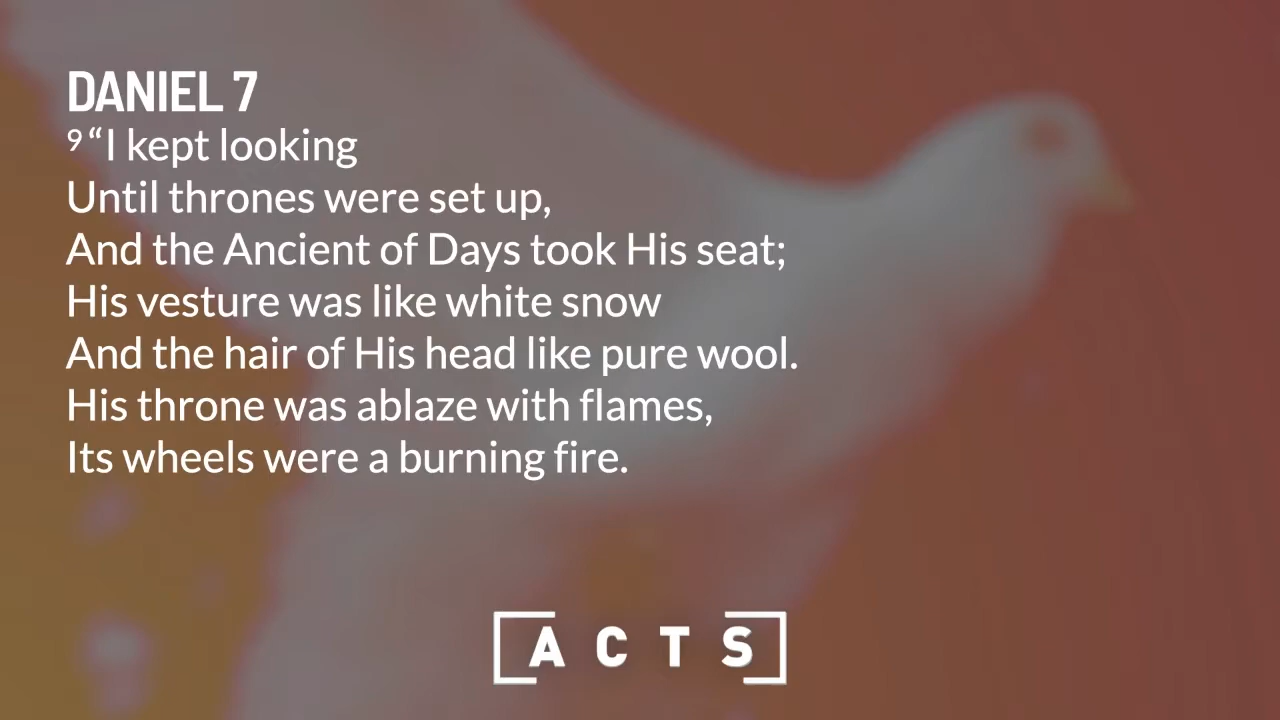 DANIEL 7
9 “I kept looking
Until thrones were set up,
And the Ancient of Days took His seat;
His vesture was like white snow
And the hair of His head like pure wool.
His throne was ablaze with flames,
Its wheels were a burning fire.
ACTS